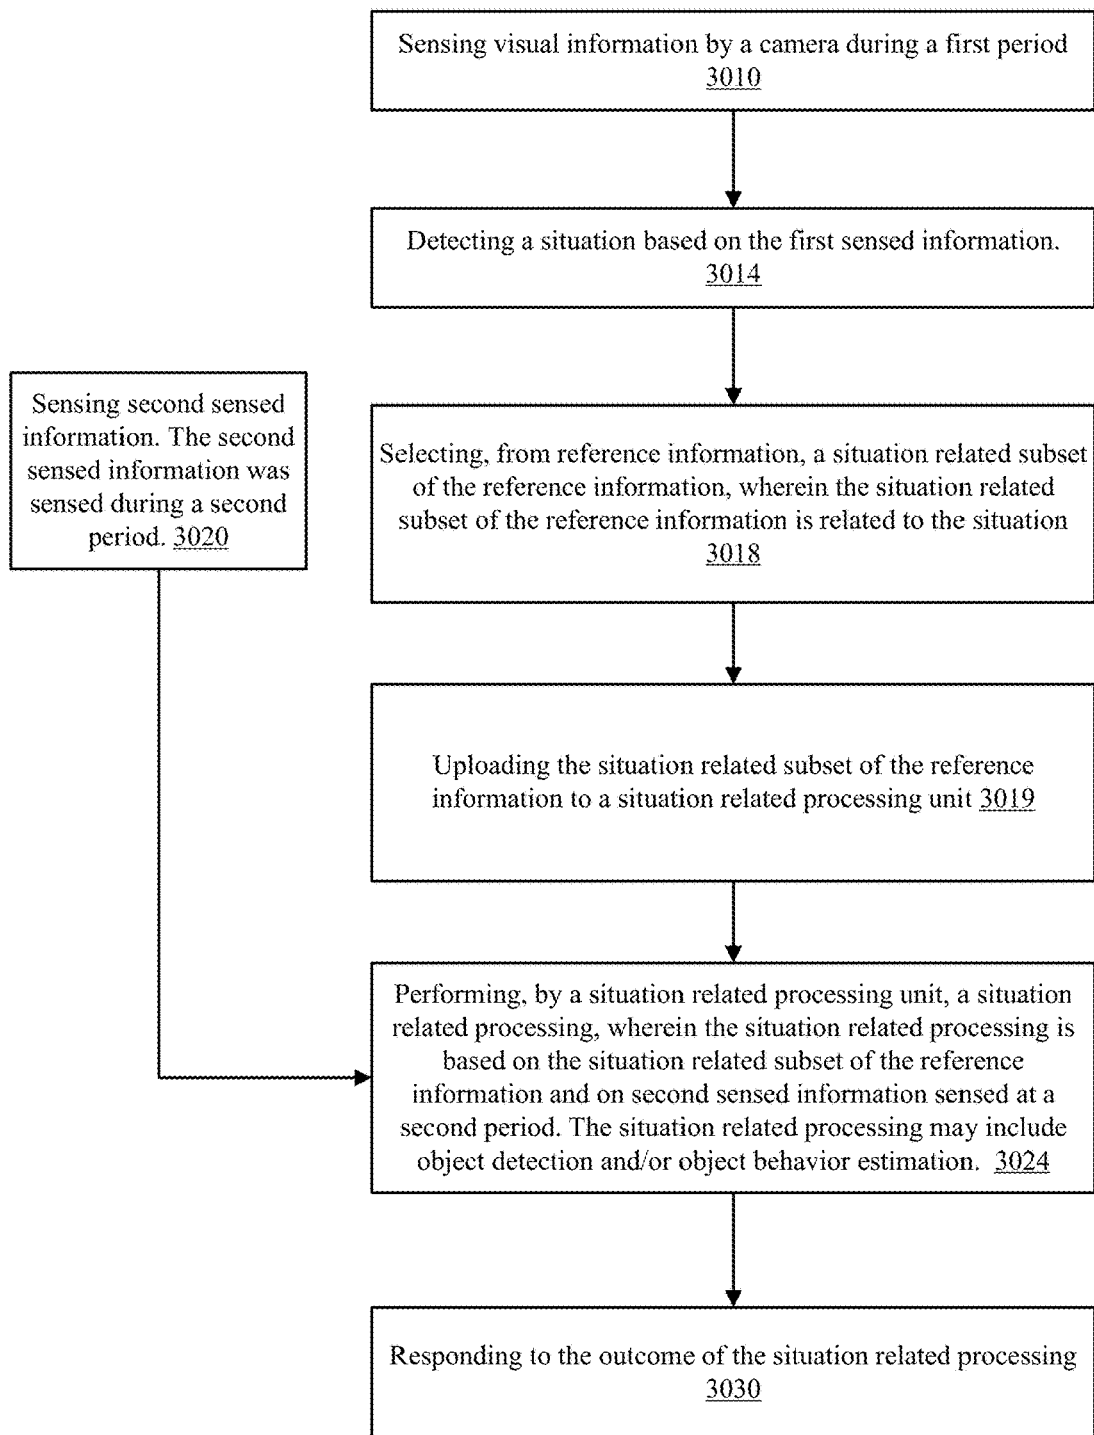 Sensing visual information by a camera during a first period
3010
Detecting a situation based on the first sensed information.
3014
Sensing second sensed
information. The second
sensed information was
sensed during a second
period. 3020
Selecting, from reference information, a situation related subset
of the reference information, wherein the situation related
subset of the reference information is related to the situation
3018
Uploading the situation related subset of the reference
information to a situation related processing unit 3019
Performing, by a situation related processing unit, a situation
related processing, wherein the situation related processing is
based on the situation related subset of the reference
information and on second sensed information sensed at a
second period. The situation related processing may include
object detection and/or object behavior estimation. 3024
Responding to the outcome of the situation related processing
3030